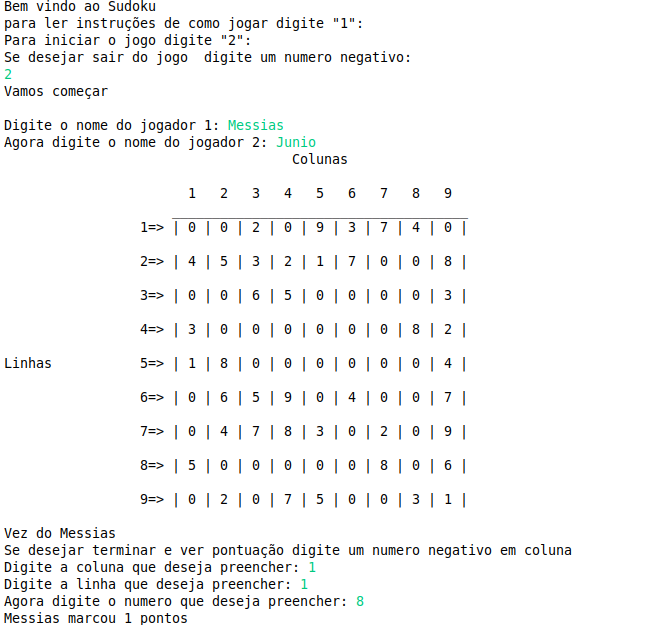 Bem vindo ao Sudoku
para ler instruções de como jogar digite "1":
Para iniciar o jogo digite "2":
Se desejar sair do jogo  digite um numero negativo:
2
Vamos começar
Digite o nome do jogador 1: Messias
Agora digite o nome do jogador 2: Junio
Colunas
1 2 3 4 5 6 7 8 9
1=> | 0 | 0 | 2 | 0 | 9 | 3 | 7 | 4 | 0 |
2=> | 4 | 5 | 3 | 2 | 1 | 7 | 0 | 0 | 8 |
3=> | 0 | 0 | 6 | 5 | 0 | 0 | 0 | 0 | 3 |
4=> | 3 | 0 | 0 | 0 | 0 | 0 | 0 | 8 | 2 |
Linhas 5=> | 1 | 8 | 0 | 0 | 0 | 0 | 0 | 0 | 4 |
6=> | 0 | 6 | 5 | 9 | 0 | 4 | 0 | 0 | 7 |
7=> | 0 | 4 | 7 | 8 | 3 | 0 | 2 | 0 | 9 |
8=> | 5 | 0 | 0 | 0 | 0 | 0 | 8 | 0 | 6 |
9=> | 0 | 2 | 0 | 7 | 5 | 0 | 0 | 3 | 1 |
Vez do Messias
Se desejar terminar e ver pontuação digite um numero negativo em coluna
Digite a coluna que deseja preencher: 1
Digite a linha que deseja preencher: 1
Agora digite o numero que deseja preencher: 8
Messias marcou 1 pontos